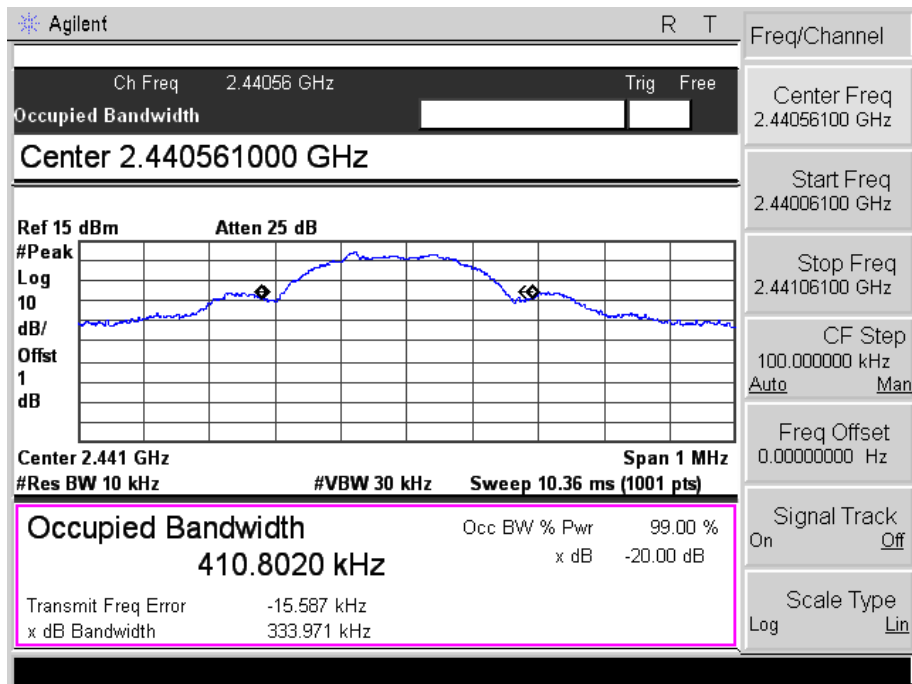 Agilent R T
Ch Freq 2.44056 GHz Trig Free
Occupied Bandwidth
Center 2.440561000 GHz
Ref 15 dBm Atten 25 dB
#Peak
Log
10
dB/
Offst
1
dB
Center 2.441 GHz Span 1 MHz
#Res BW 10 kHz #VBW 30 kHz Sweep 10.36 ms (1001 pts)
Occupied Bandwidth
410.8020 kHz
Occ BW % Pwr 99.00 %
x dB -20.00 dB
Transmit Freq Error -15.587 kHz
x dB Bandwidth 333.971 kHz
Freq/Channel
Center Freq
2.44056100 GHz
Start Freq
2.44006100 GHz
Stop Freq
2.44106100 GHz
CF Step
100.000000 kHz
Auto Man
Freq Offset
0.00000000 Hz
Signal Track
On Off
Scale Type
Log Lin